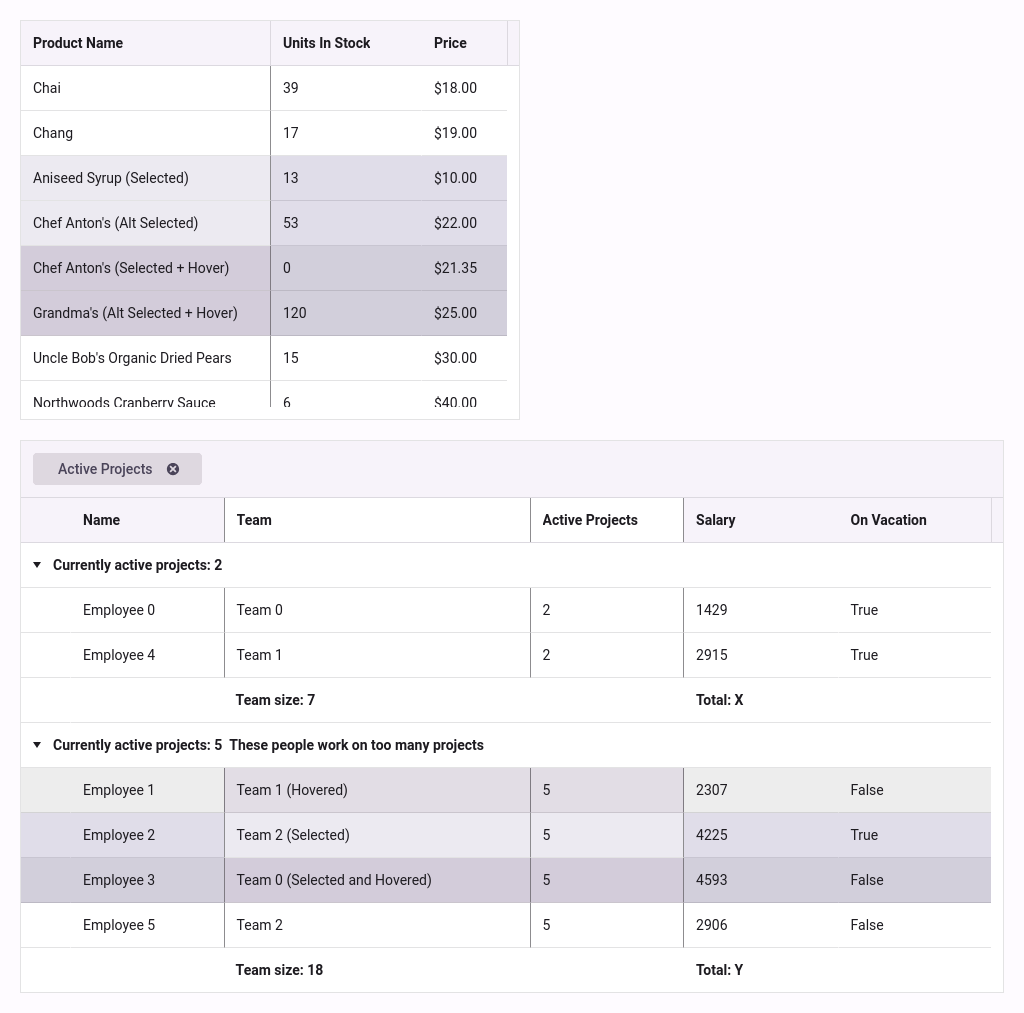 Product Name Units In Stock Price
Chai 39 $18.00
Chang 17 $19.00
Aniseed Syrup (Selected) 13 $10.00
Chef Anton's (Alt Selected) 53 $22.00
Chef Anton's (Selected + Hover) 0 $21.35
Grandma's (Alt Selected + Hover) 120 $25.00
Uncle Bob's Organic Dried Pears 15 $30.00
Northwoods Cranberry Sauce 6 $40.00
Active Projects
Name Team Active Projects Salary On Vacation
Currently active projects: 2
Employee 0 Team 0 2 1429 True
Employee 4 Team 1 2 2915 True
Team size: 7 Total: X
Currently active projects: 5 These people work on too many projects
Employee 1 Team 1 (Hovered) 5 2307 False
Employee 2 Team 2 (Selected) 5 4225 True
Employee 3 Team 0 (Selected and Hovered) 5 4593 False
Employee 5 Team 2 5 2906 False
Team size: 18 Total: Y